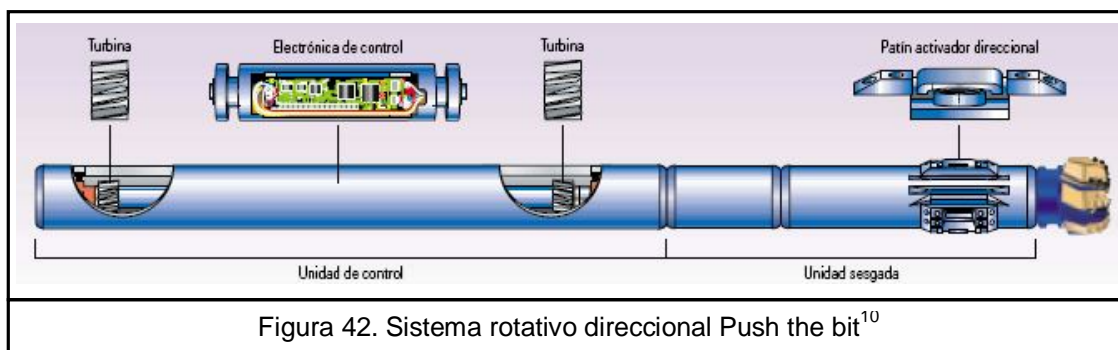 Turbina
Electrónica de control
Turbina
Patín activador direccional
Unidad de control
Unidad sesgada
Figura 42. Sistema rotativo direccional Push the bit10